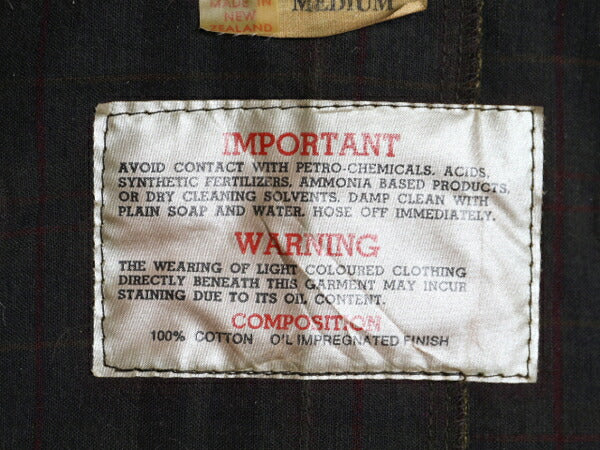 MADE IN
NEW
ZEALAND
MEDIUM
IMPORTANT
AVOID CONTACT WITH PETRO-CHEMICALS, ACIDS,
SYNTHETIC FERTILIZERS, AMMONIA BASED PRODUCTS,
OR DRY CLEANING SOLVENTS. DAMP CLEAN WITH
PLAIN SOAP AND WATER. HOSE OFF IMMEDIATELY.
WARNING
THE WEARING OF LIGHT COLOURED CLOTHING
DIRECTLY BENEATH THIS GARMENT MAY INCUR
STAINING DUE TO ITS OIL CONTENT.
COMPOSITION
100% COTTON OIL IMPREGNATED FINISH